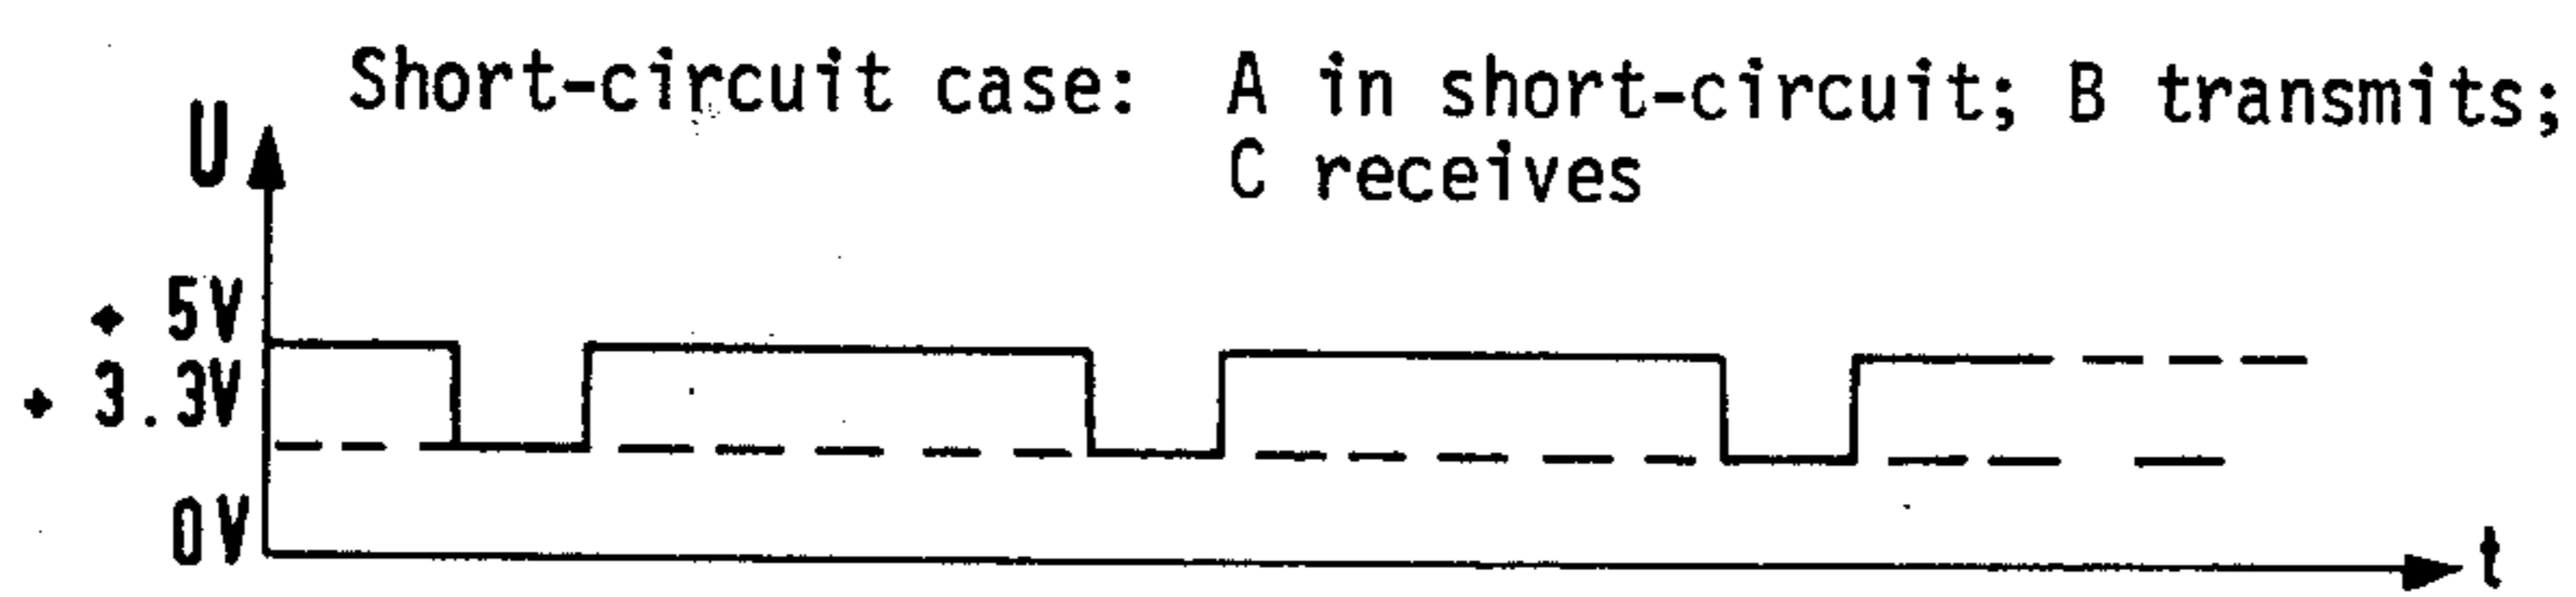 Short-circuit case: A in short-circuit; B transmits;
C receives
U
+ 5V
+ 3.3V
0V
t